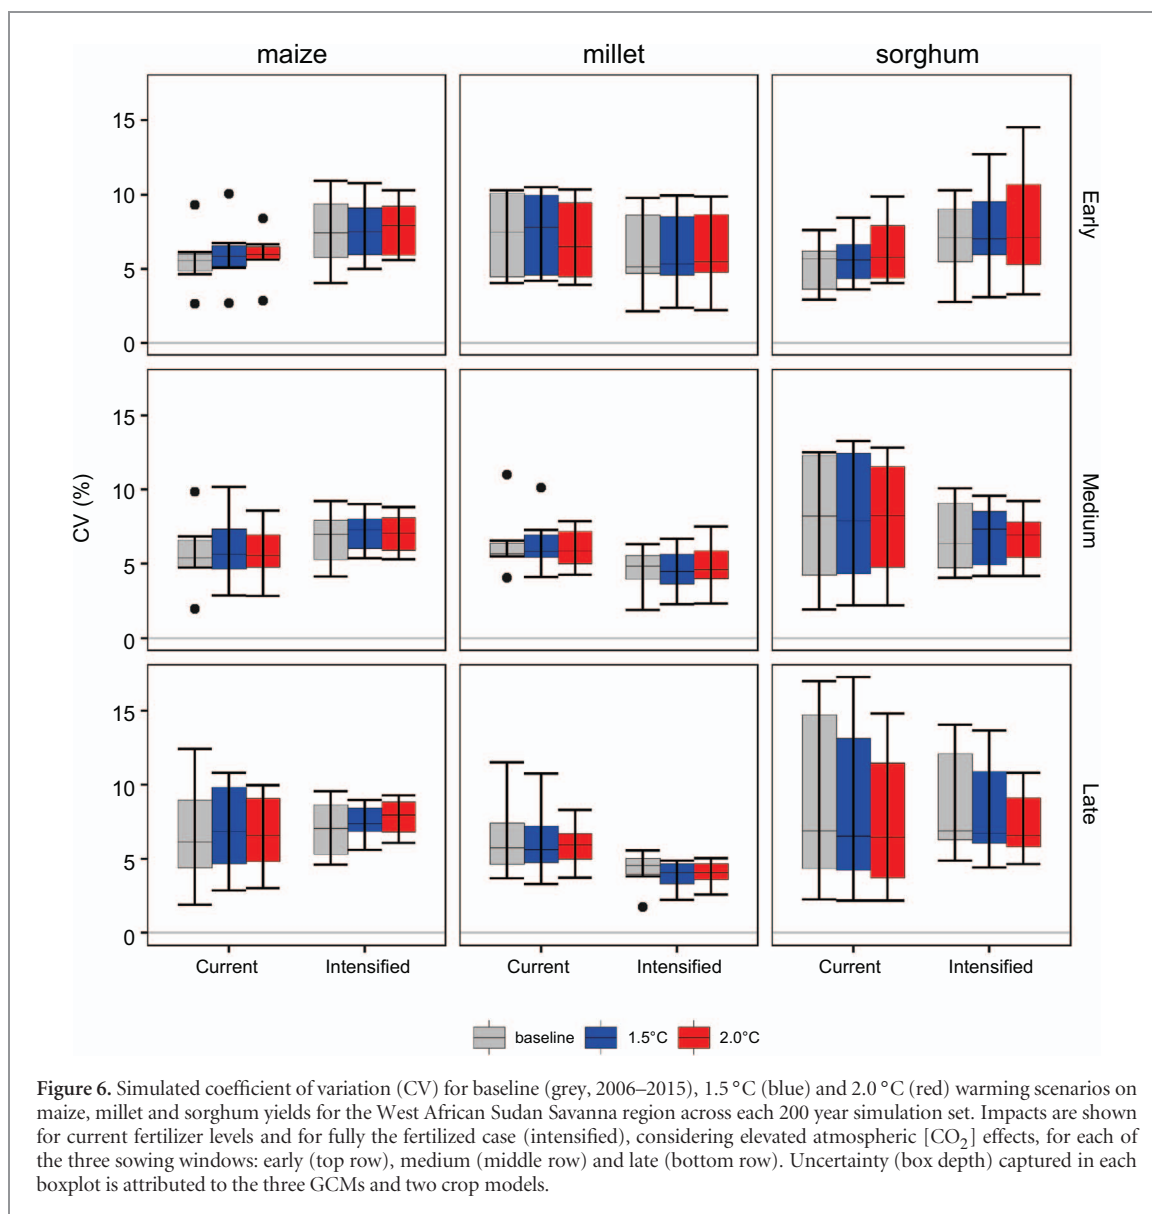 maize millet sorghum
15
10
5
0
Early
CV (%)
15
10
5
0
Medium
15
10
5
0
Late
Current Intensified Current Intensified Current Intensified
baseline 1.5°C 2.0°C
Figure 6. Simulated coefficient of variation (CV) for baseline (grey, 2006–2015), 1.5 °C (blue) and 2.0 °C (red) warming scenarios on
maize, millet and sorghum yields for the West African Sudan Savanna region across each 200 year simulation set. Impacts are shown
for current fertilizer levels and for fully the fertilized case (intensified), considering elevated atmospheric [CO2] effects, for each of
the three sowing windows: early (top row), medium (middle row) and late (bottom row). Uncertainty (box depth) captured in each
boxplot is attributed to the three GCMs and two crop models.